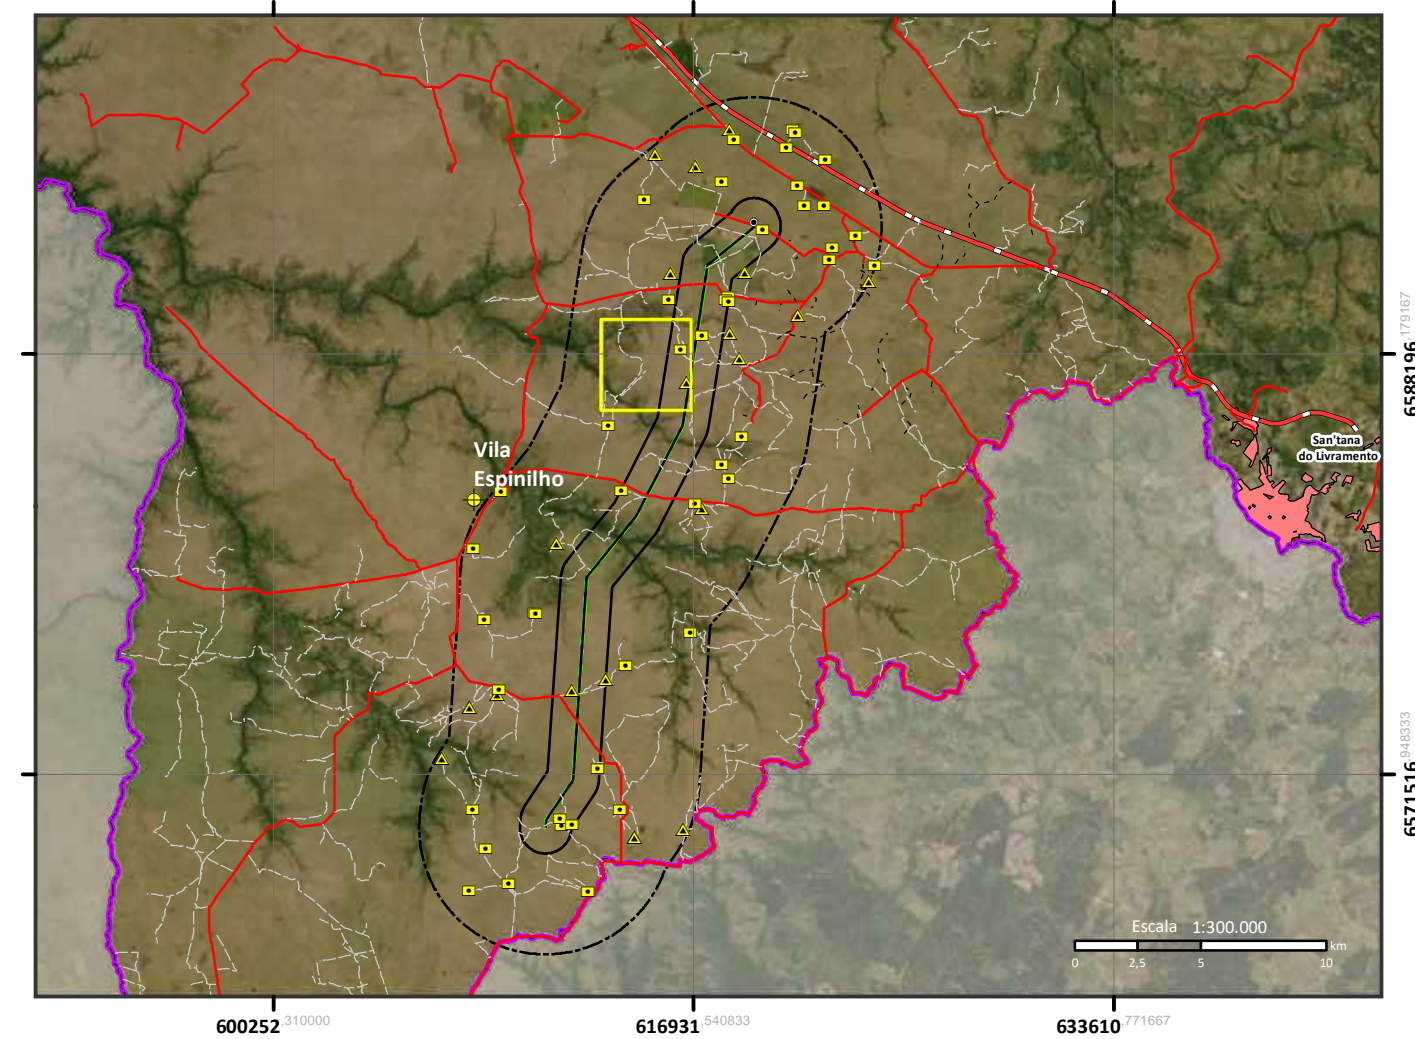 Vila
Espinilho
San'tana
do Livramento
6588196,179167
6571516,948333
Escala 1:300.000
km
0 2,5 5 10
600252,310000 616931,540833 633610,771667